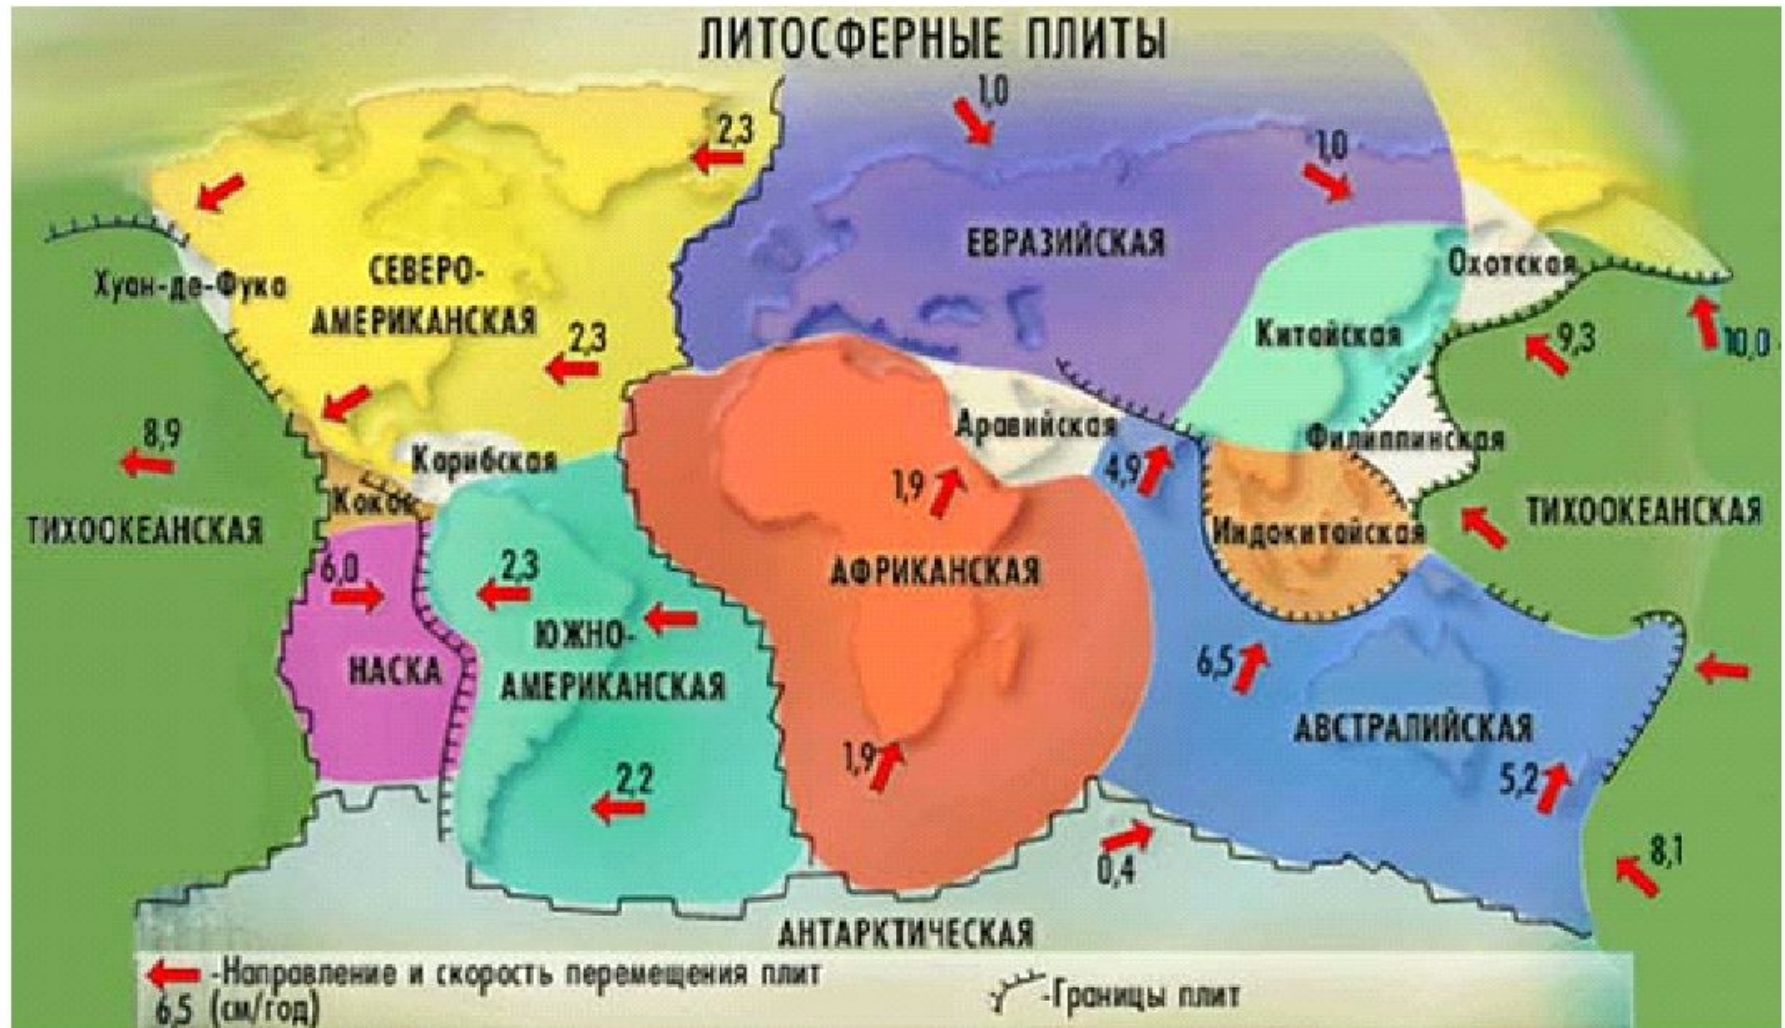 ЛИТОСФЕРНЫЕ ПЛИТЫ
1,0
2,3
1,0
ЕВРАЗИЙСКАЯ
Охотская
Хуан-де-Фука
СЕВЕРО-
АМЕРИКАНСКАЯ
2,3
Китайская
9,3
10,0
8,9
Карибская
Аравийская
4,9
Филиппинская
1,9
Кокос
ТИХООКЕАНСКАЯ
Индокитайская
ТИХООКЕАНСКАЯ
6,0
2,3
АФРИКАНСКАЯ
ЮЖНО-
АМЕРИКАНСКАЯ
НАСКА
6,5
АВСТРАЛИЙСКАЯ
1,9
2,2
5,2
0,4
8,1
АНТАРКТИЧЕСКАЯ
-Направление и скорость перемещения плит
6,5 (см/год)
-Границы плит